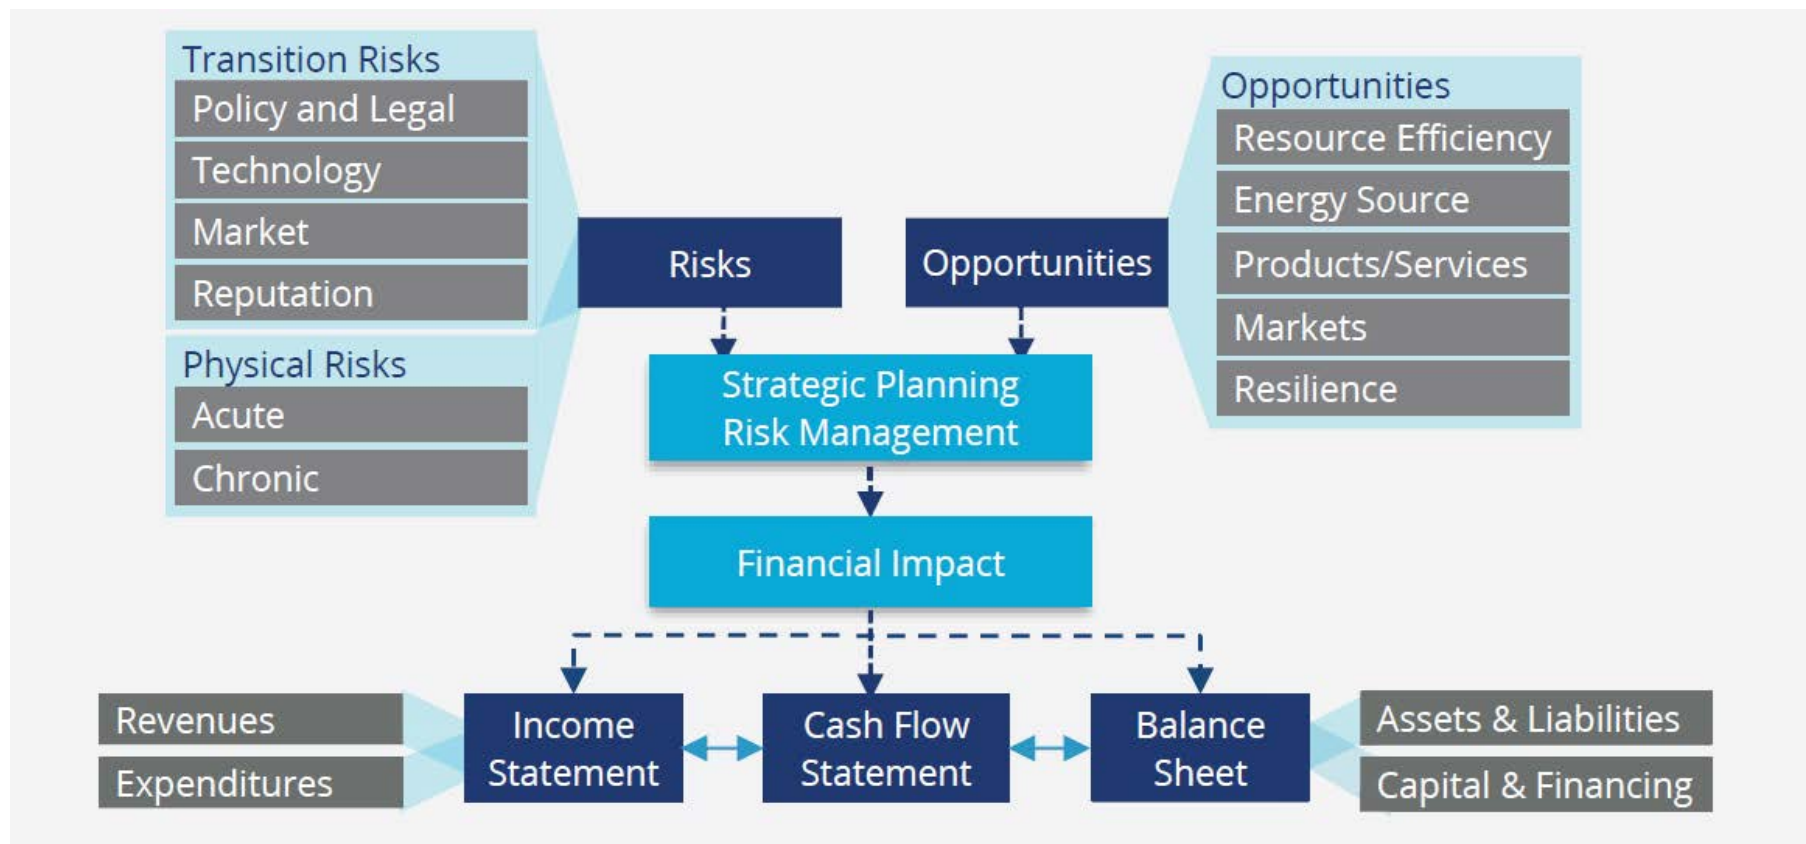 Transition Risks
Policy and Legal
Technology
Market
Reputation
Physical Risks
Acute
Chronic
Risks
Opportunities
Opportunities
Resource Efficiency
Energy Source
Products/Services
Markets
Resilience
Strategic Planning
Risk Management
Financial Impact
Revenues
Expenditures
Income
Statement
Cash Flow
Statement
Balance
Sheet
Assets & Liabilities
Capital & Financing